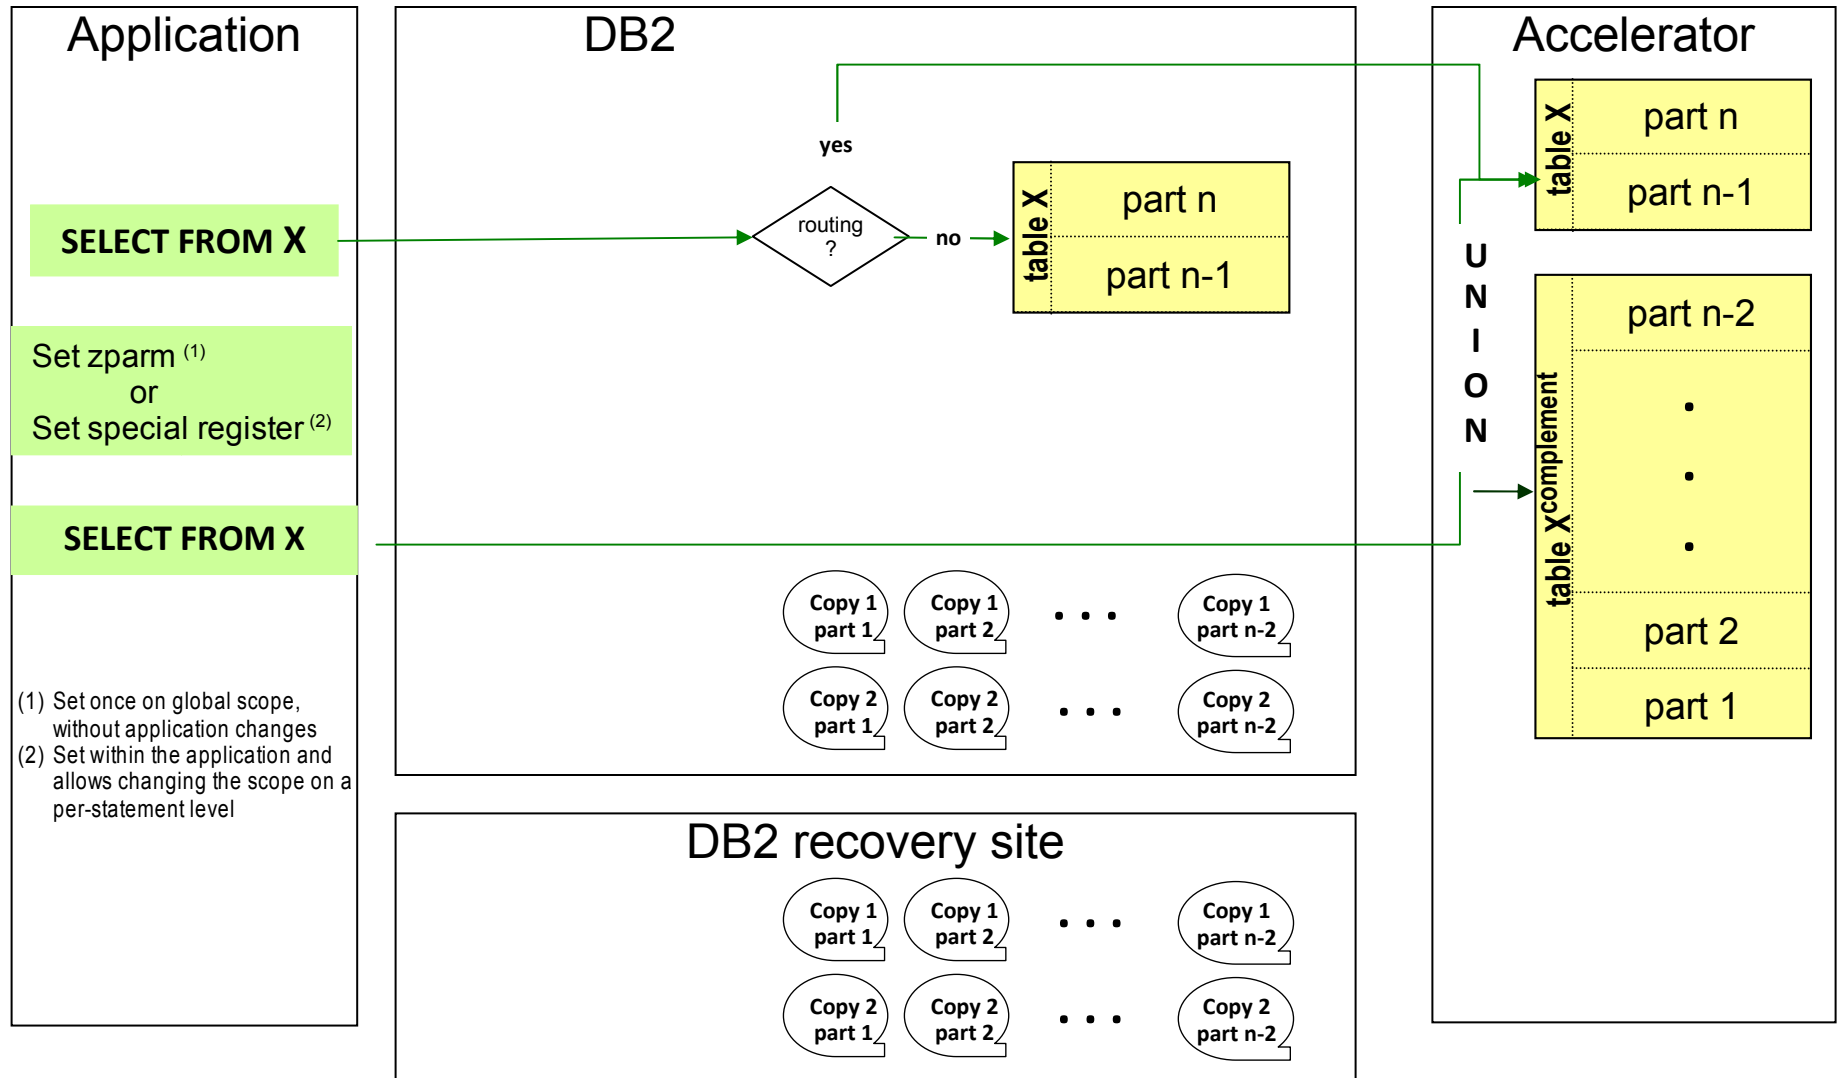 Application
SELECT FROM X
Set zparm (1)
or
Set special register (2)
SELECT FROM X
(1) Set once on global scope,
without application changes
(2) Set within the application and
allows changing the scope on a
per-statement level
DB2
yes
routing
?
no
table X
part n
part n-1
Copy 1
part 1
Copy 1
part 2
. . .
Copy 1
part n-2
Copy 2
part 1
Copy 2
part 2
. . .
Copy 2
part n-2
DB2 recovery site
Copy 1
part 1
Copy 1
part 2
. . .
Copy 1
part n-2
Copy 2
part 1
Copy 2
part 2
. . .
Copy 2
part n-2
Accelerator
UNION
table X
part n
part n-1
table X complement
part n-2
.
.
.
part 2
part 1